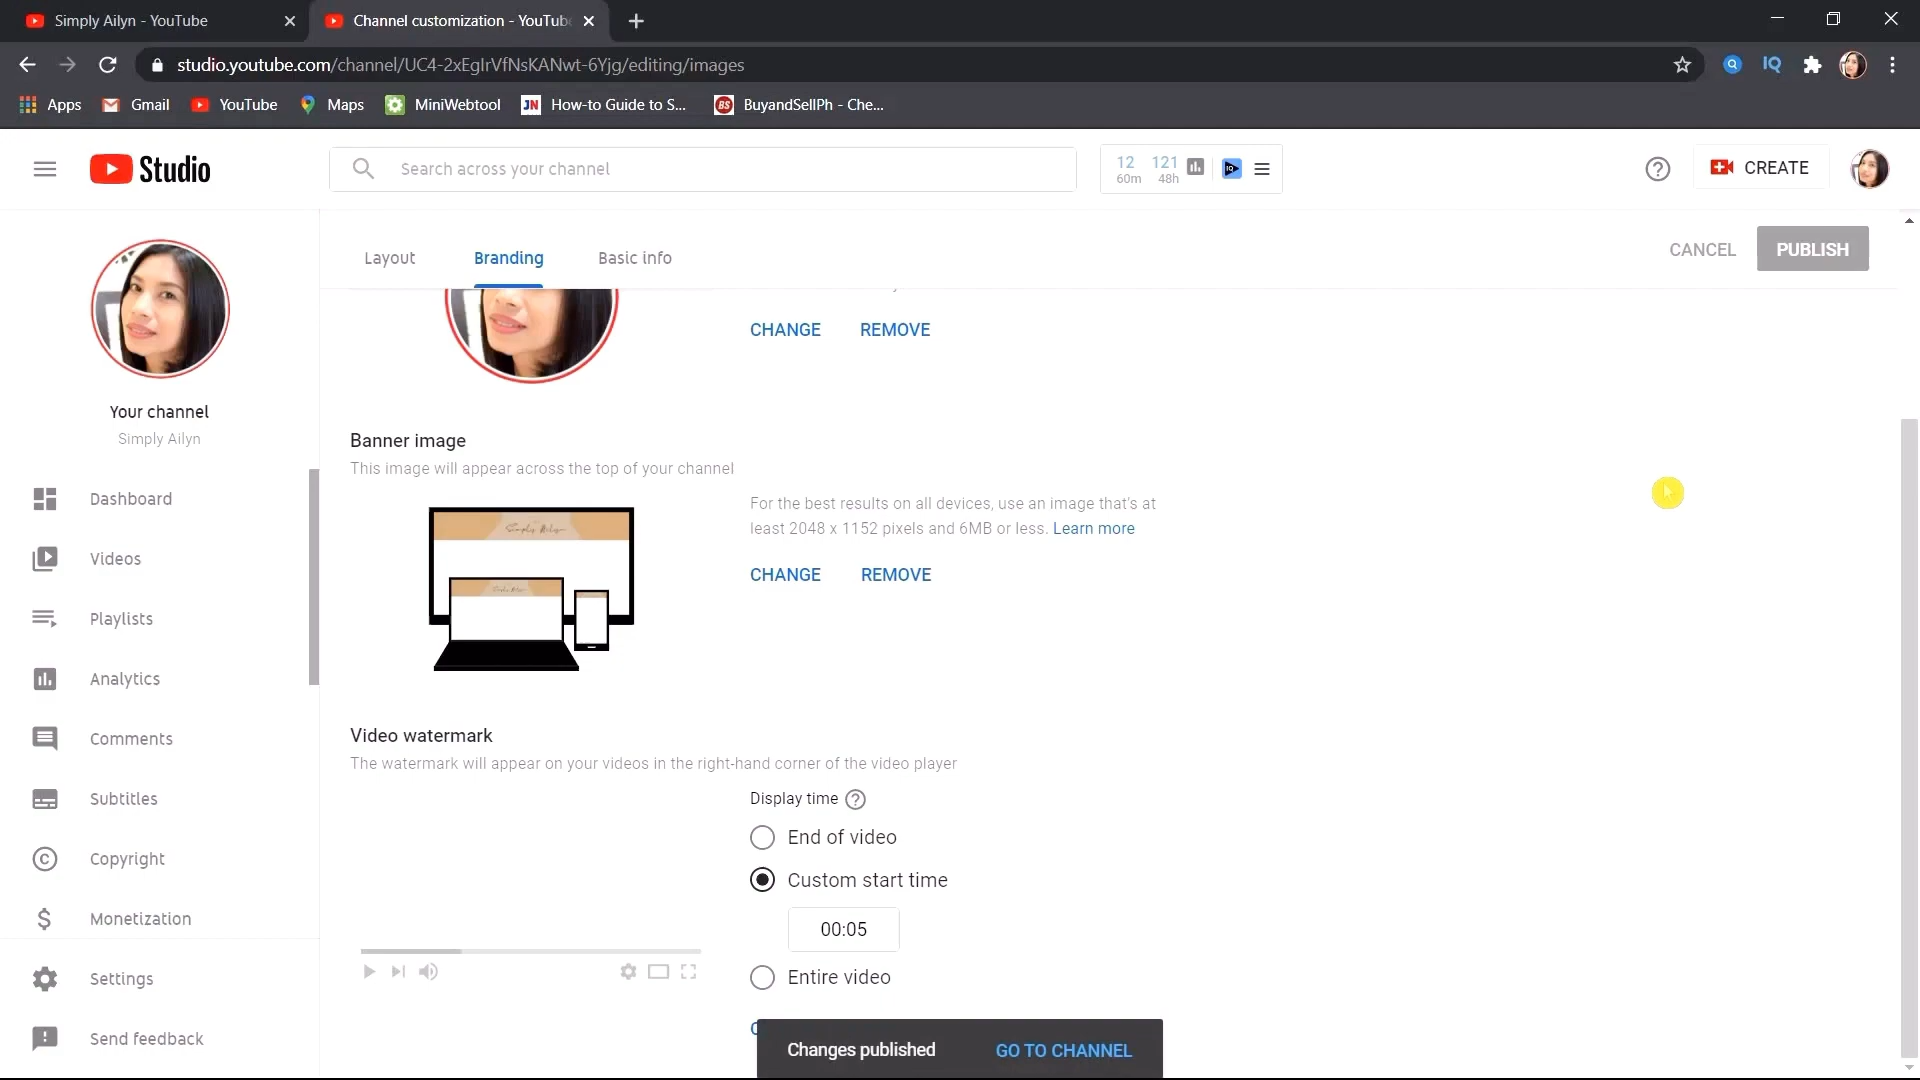 Simply Ailyn - YouTube
Channel customization - YouTub
studio.youtube.com/channel/UC4-2xEgIrVfNsKANwt-6Yjg/editing/images
Apps
Gmail
YouTube
Maps
MiniWebtool
JN
How-to Guide to S...
BS
BuyandSellPh - Che...
IQ
Studio
Search across your channel
12
60m
121
48h
CREATE
Your channel
Simply Ailyn
Dashboard
Videos
Playlists
Analytics
Comments
Subtitles
Copyright
Monetization
Settings
Send feedback
Layout
Branding
Basic info
CANCEL
PUBLISH
CHANGE
REMOVE
Banner image
This image will appear across the top of your channel
Simply Ailyn
For the best results on all devices, use an image that's at
least 2048 x 1152 pixels and 6MB or less. Learn more
CHANGE
REMOVE
Video watermark
The watermark will appear on your videos in the right-hand corner of the video player
Display time
End of video
Custom start time
00:05
Entire video
Changes published
GO TO CHANNEL